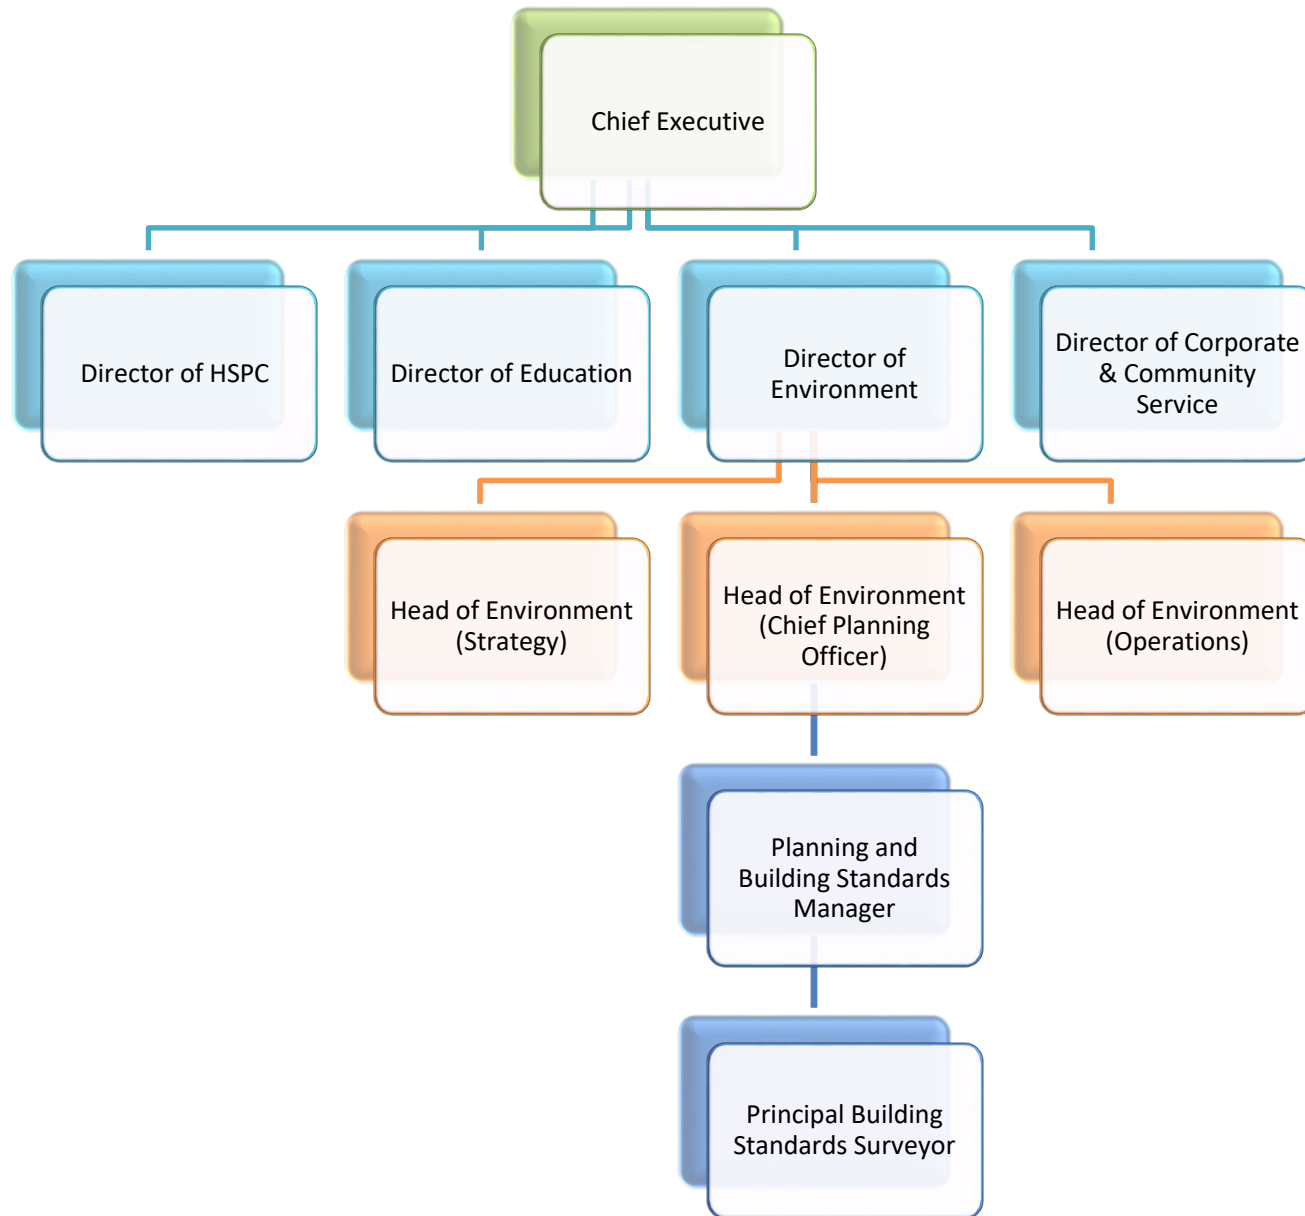 Chief Executive
Director of HSPC
Director of Education
Director of
Environment
Director of Corporate
& Community
Service
Head of Environment
(Strategy)
Head of Environment
(Chief Planning
Officer)
Head of Environment
(Operations)
Planning and
Building Standards
Manager
Principal Building
Standards Surveyor